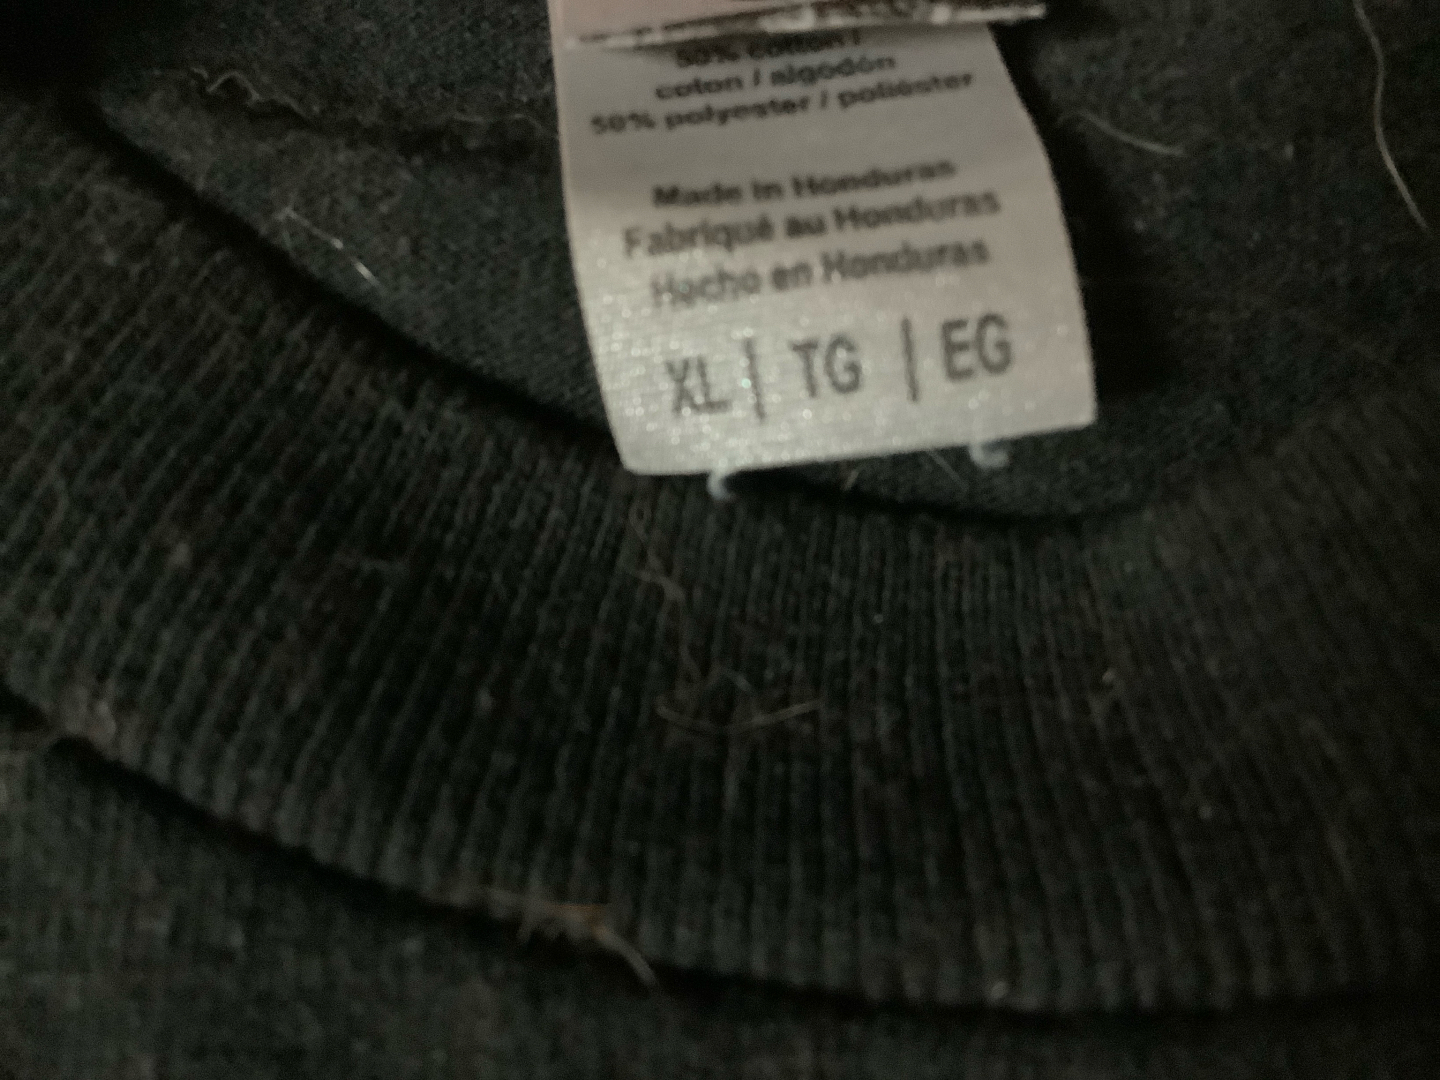 50% cotton /
coton / algodón
50% polyester / poliéster
Made in Honduras
Fabriqué au Honduras
Hecho en Honduras
XL | TG | EG